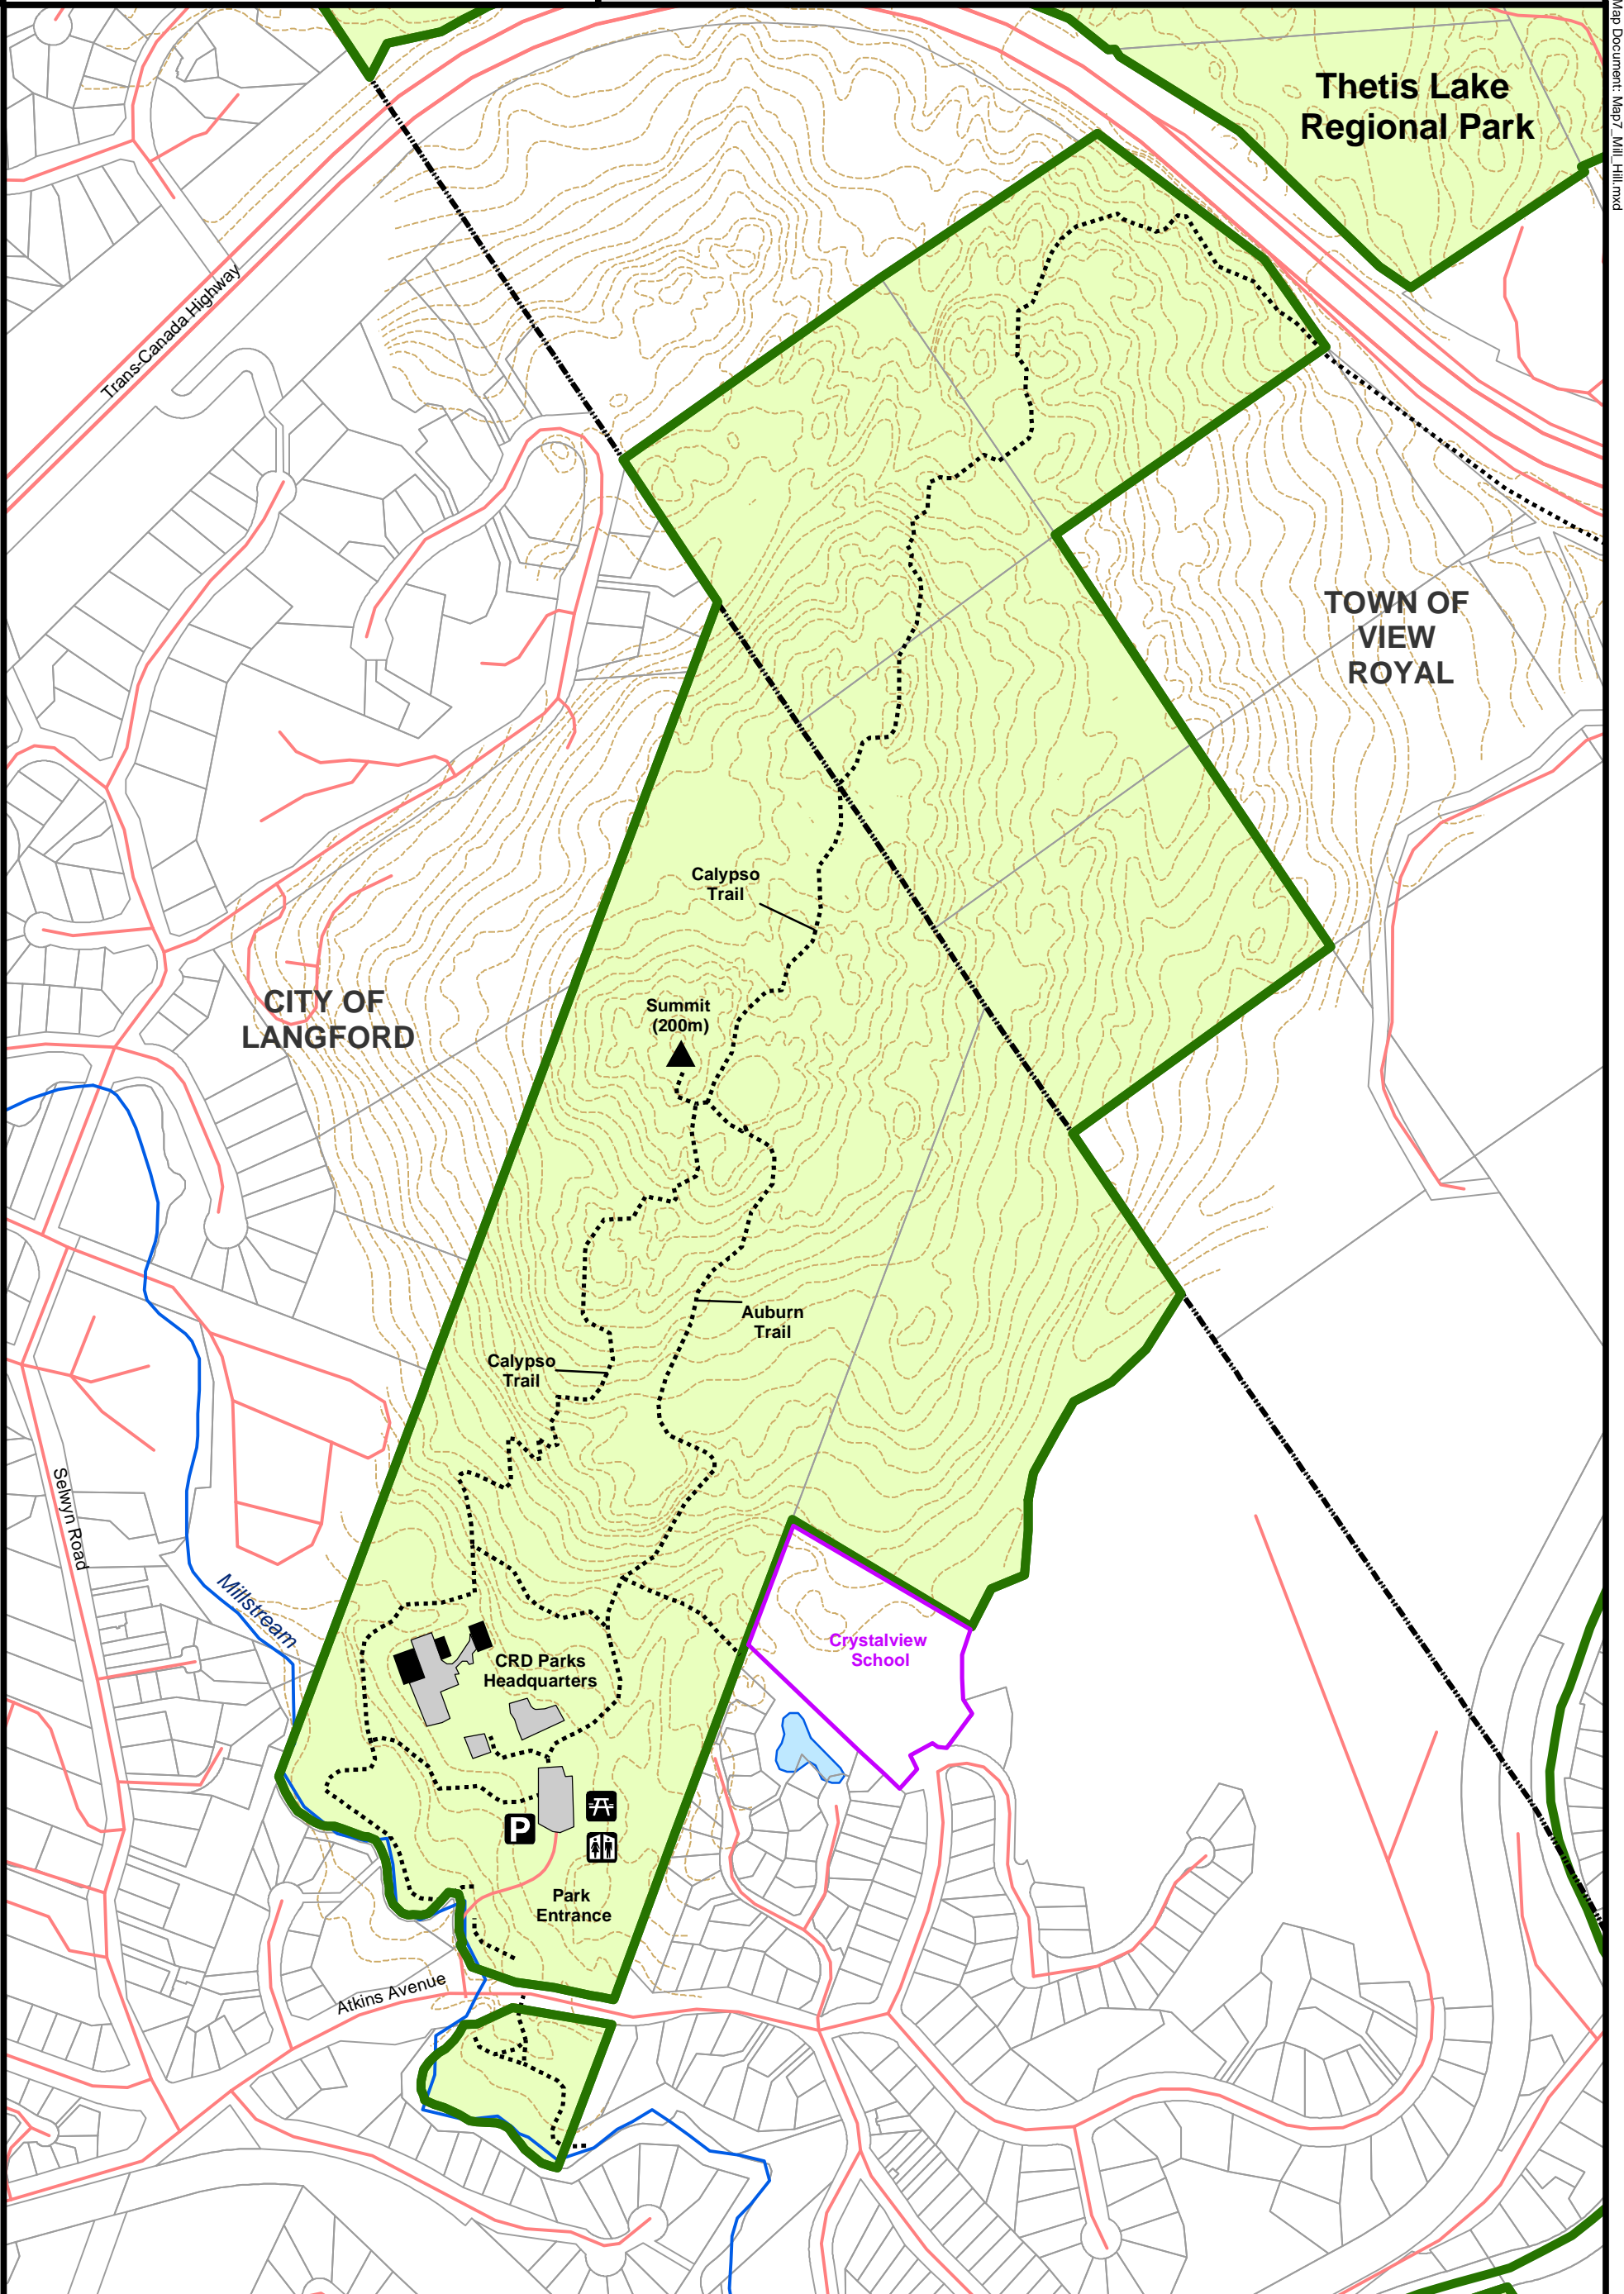 Map Document: Map7_Mill_Hill.mxd
Thetis Lake
Regional Park
Trans-Canada Highway
TOWN OF
VIEW
ROYAL
Calypso
Trail
CITY OF
LANGFORD
Summit
(200m)
Auburn
Trail
Calypso
Trail
Selwyn Road
Millstream
Crystalview
School
CRD Parks
Headquarters
P
Park
Entrance
Atkins Avenue